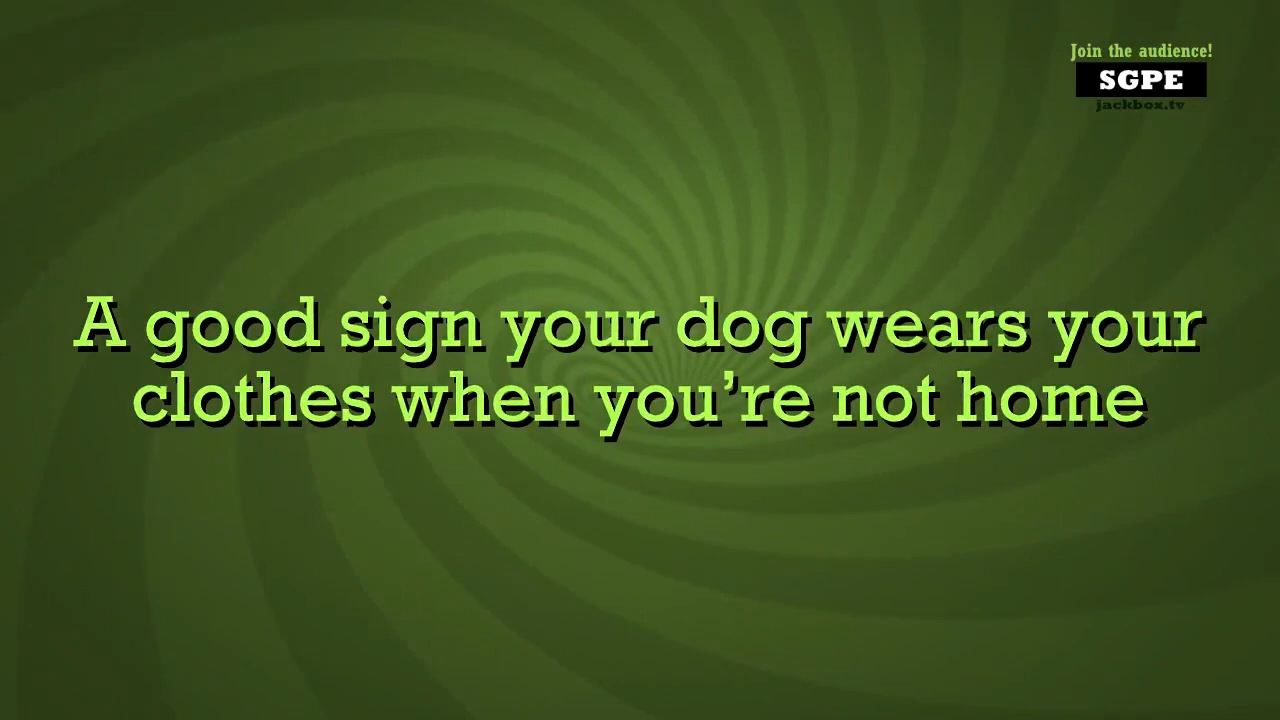 Join the audience!
SGPE
jackbox.tv
A good sign your dog wears your
clothes when you’re not home